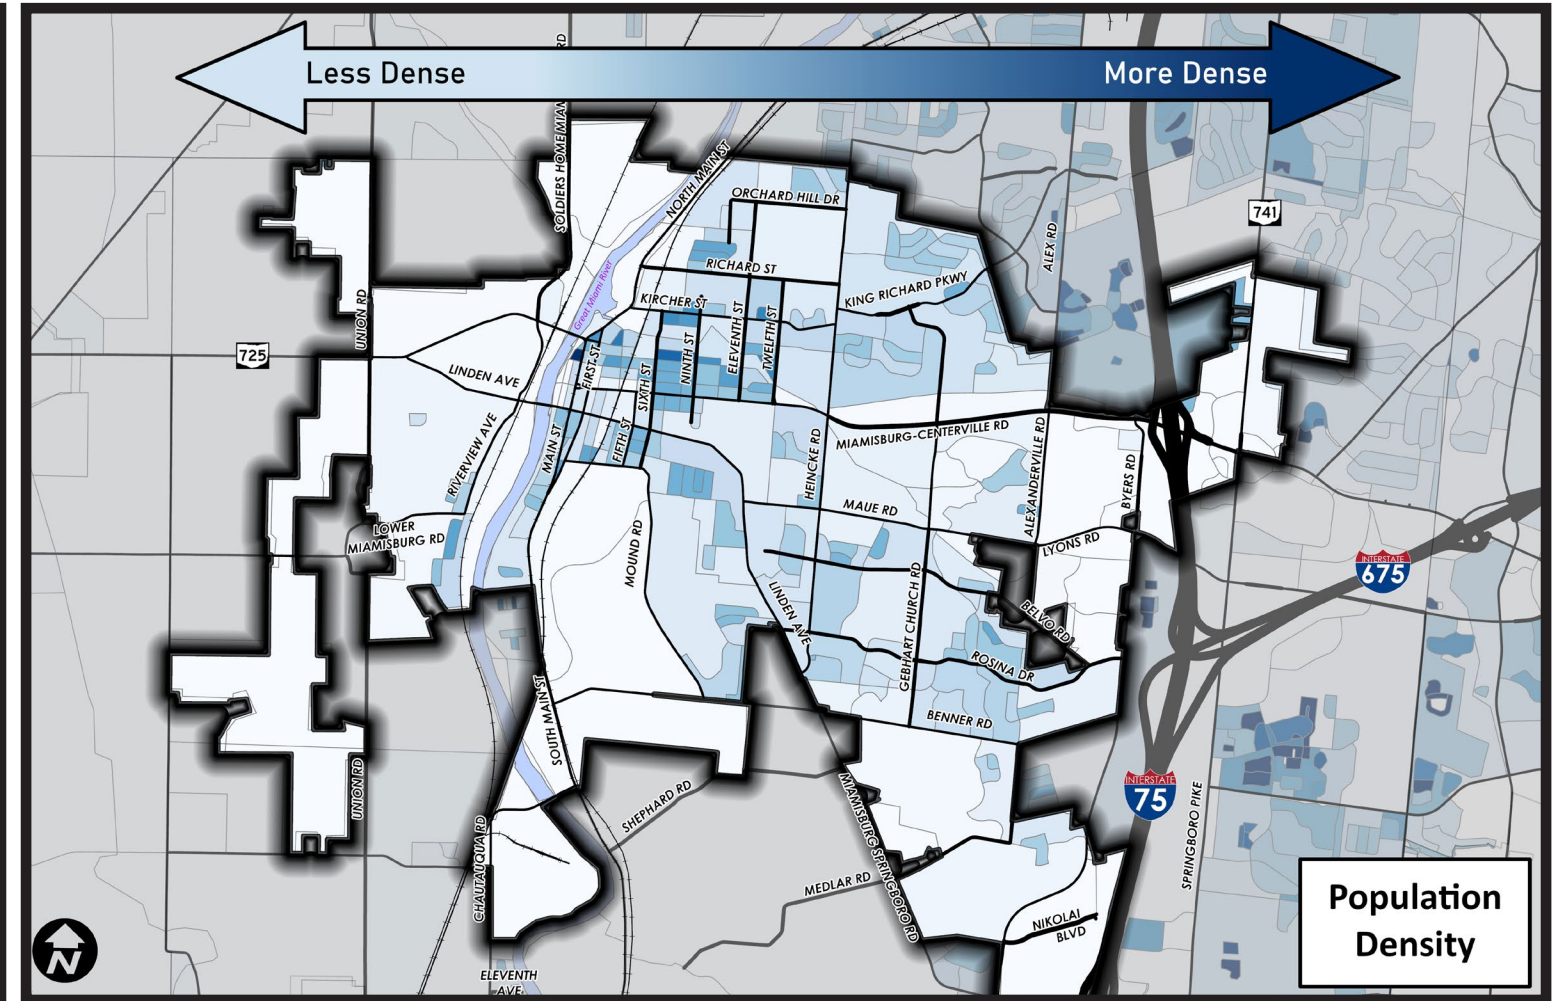 Less Dense
More Dense
SOLDIERS HOME MIAM
RD
NORTH MAIN ST
ORCHARD HILL DR
741
ALEX RD
RICHARD ST
KING RICHARD PKWY
Great Miami River
KIRCHER ST
UNION RD
725
FIRST ST
NINTH ST
ELEVENTH ST
TWELFTH ST
LINDEN AVE
SIXTH ST
RIVERVIEW AVE
MAIN ST
FIFTH ST
HEINCKE RD
MIAMISBURG-CENTERVILLE RD
ALEXANDERVILLE RD
BYERS RD
LOWER
MIAMISBURG RD
MAUE RD
LYONS RD
MOUND RD
INTERSTATE
675
LINDEN AVE
GEBHART CHURCH RD
BELVO RD
ROSINA DR
SOUTH MAIN ST
BENNER RD
UNION RD
SHEPHARD RD
MIAMISBURG SPRINGBORO RD
INTERSTATE
75
SPRINGBORO PIKE
CHAUTAUQUA RD
MEDLAR RD
NIKOLAI
BLVD
Population
Density
N
ELEVENTH
AVE